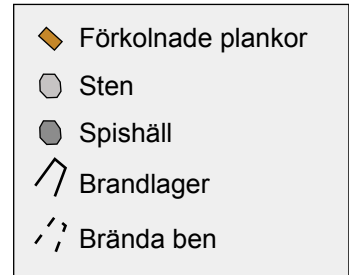 Förkolnade plankor
Sten
Spishäll
Brandlager
Brända ben